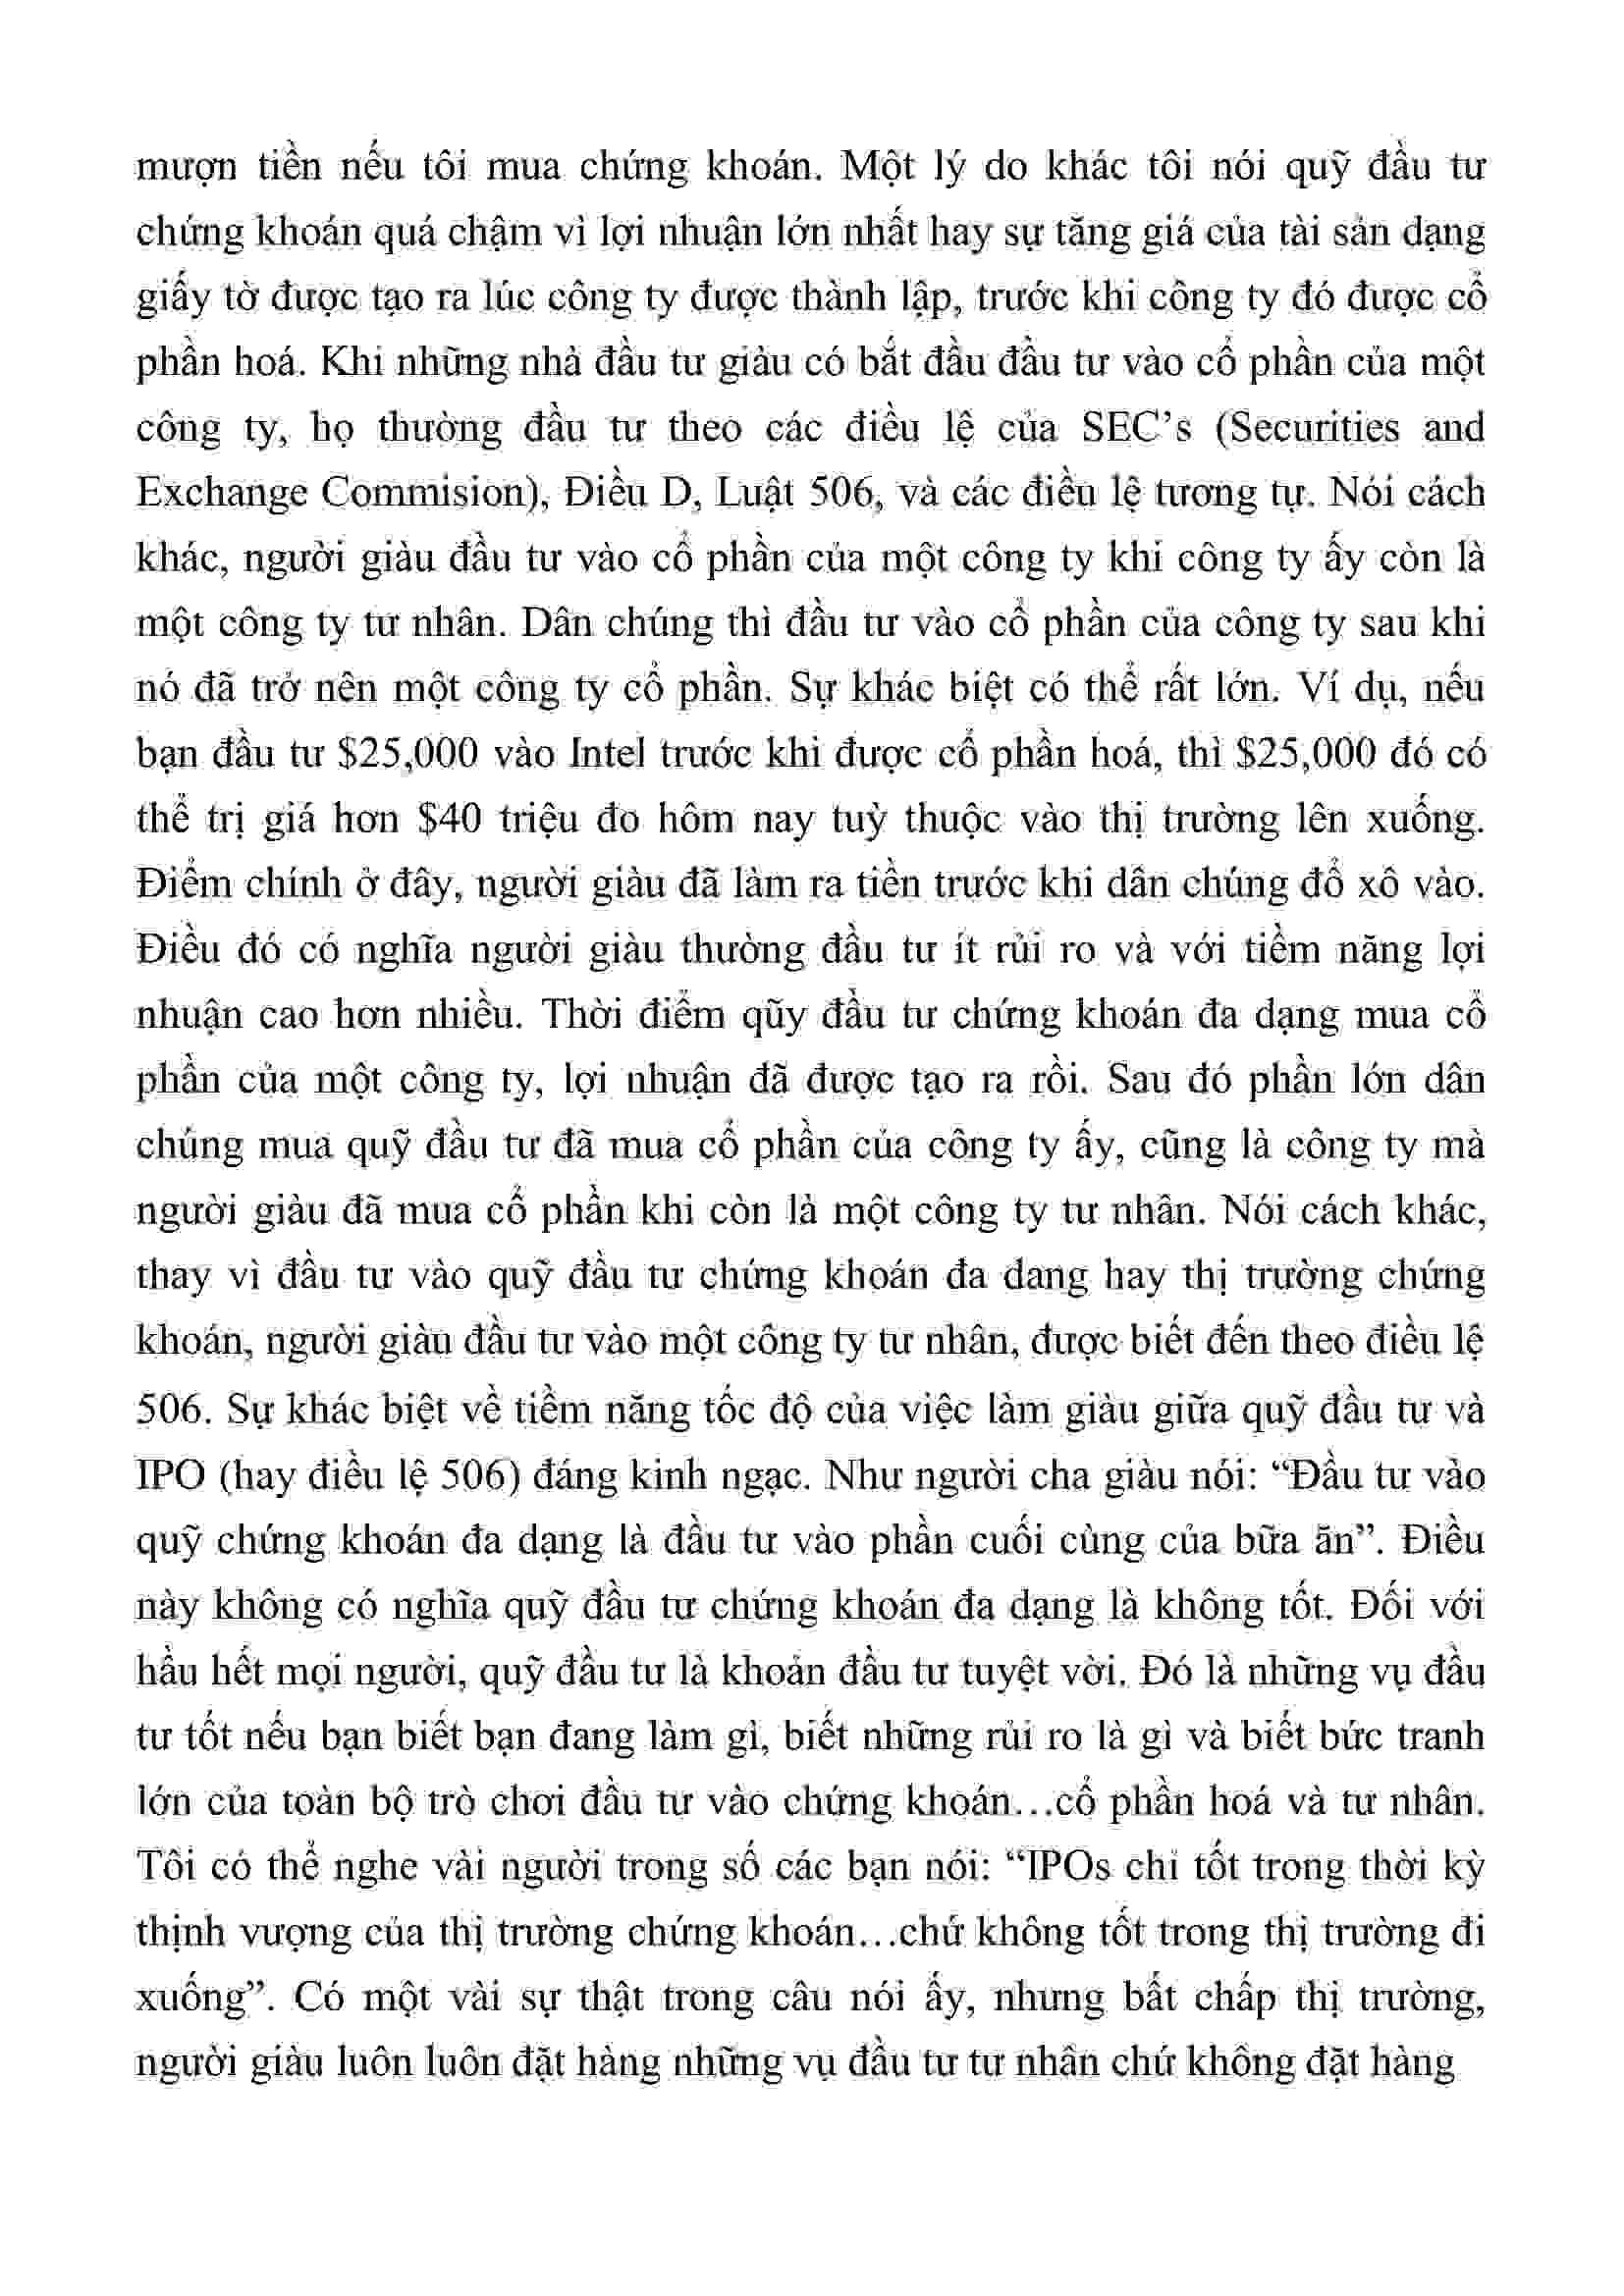 mượn tiền nếu tôi mua chứng khoán. Một lý do khác tôi nói quỹ đầu tư
chứng khoán quá chậm vì lợi nhuận lớn nhất hay sự tăng giá của tài sản dạng
giấy tờ được tạo ra lúc công ty được thành lập, trước khi công ty đó được cổ
phần hoá. Khi những nhà đầu tư giàu có bắt đầu đầu tư vào cổ phần của một
công ty, họ thường đầu tư theo các điều lệ của SEC’s (Securities and
Exchange Commision), Điều D, Luật 506, và các điều lệ tương tự. Nói cách
khác, người giàu đầu tư vào cổ phần của một công ty khi công ty ấy còn là
một công ty tư nhân. Dân chúng thì đầu tư vào cổ phần của công ty sau khi
nó đã trở nên một công ty cổ phần. Sự khác biệt có thể rất lớn. Ví dụ, nếu
bạn đầu tư $25,000 vào Intel trước khi được cổ phần hoá, thì $25,000 đó có
thể trị giá hơn $40 triệu đo hôm nay tuỳ thuộc vào thị trường lên xuống.
Điểm chính ở đây, người giàu đã làm ra tiền trước khi dân chúng đổ xô vào.
Điều đó có nghĩa người giàu thường đầu tư ít rủi ro và với tiềm năng lợi
nhuận cao hơn nhiều. Thời điểm qũy đầu tư chứng khoán đa dạng mua cổ
phần của một công ty, lợi nhuận đã được tạo ra rồi. Sau đó phần lớn dân
chúng mua quỹ đầu tư đã mua cổ phần của công ty ấy, cũng là công ty mà
người giàu đã mua cổ phần khi còn là một công ty tư nhân. Nói cách khác,
thay vì đầu tư vào quỹ đầu tư chứng khoán đa dang hay thị trường chứng
khoán, người giàu đầu tư vào một công ty tư nhân, được biết đến theo điều lệ
506. Sự khác biệt về tiềm năng tốc độ của việc làm giàu giữa quỹ đầu tư và
IPO (hay điều lệ 506) đáng kinh ngạc. Như người cha giàu nói: “Đầu tư vào
quỹ chứng khoán đa dạng là đầu tư vào phần cuối cùng của bữa ăn”. Điều
này không có nghĩa quỹ đầu tư chứng khoán đa dạng là không tốt. Đối với
hầu hết mọi người, quỹ đầu tư là khoản đầu tư tuyệt vời. Đó là những vụ đầu
tư tốt nếu bạn biết bạn đang làm gì, biết những rủi ro là gì và biết bức tranh
lớn của toàn bộ trò chơi đầu tư vào chứng khoán…cổ phần hoá và tư nhân.
Tôi có thể nghe vài người trong số các bạn nói: “IPOs chỉ tốt trong thời kỳ
thịnh vượng của thị trường chứng khoán…chứ không tốt trong thị trường đi
xuống”. Có một vài sự thật trong câu nói ấy, nhưng bất chấp thị trường,
người giàu luôn luôn đặt hàng những vụ đầu tư tư nhân chứ không đặt hàng